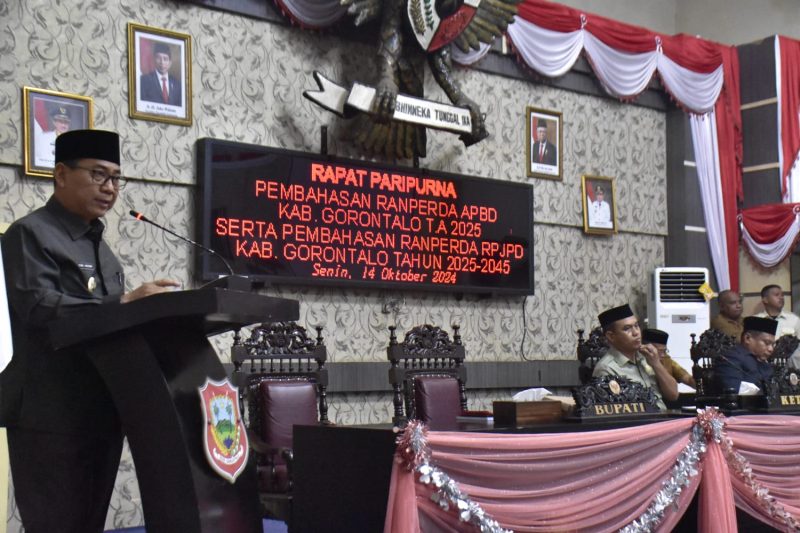 BHINNEKA TUNGGAL IKA
RAPAT PARIPURNA
PEMBAHASAN RANPERDA APBD
KAB. GORONTALO T.A 2025
SERTA PEMBAHASAN RANPERDA RPJPD
KAB. GORONTALO TAHUN 2025-2045
Senin, 14 Oktober 2024
BUPATI
KET